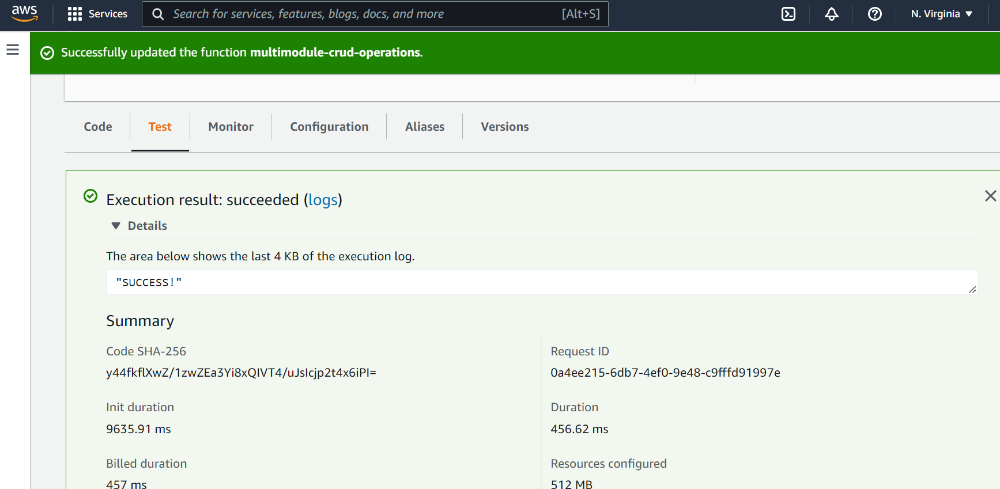 aws Services Search for services, features, blogs, docs, and more [Alt+S] N. Virginia
Successfully updated the function multimodule-crud-operations.
Code Test Monitor Configuration Aliases Versions
Execution result: succeeded (logs)
Details
The area below shows the last 4 KB of the execution log.
"SUCCESS!"
Summary
Code SHA-256 Request ID
y44fkflXwZ/1zwZEa3Yi8xQIVT4/uJsIcjp2t4x6iPI= 0a4ee215-6db7-4ef0-9e48-c9fffd91997e
Init duration Duration
9635.91 ms 456.62 ms
Billed duration Resources configured
457 ms 512 MB